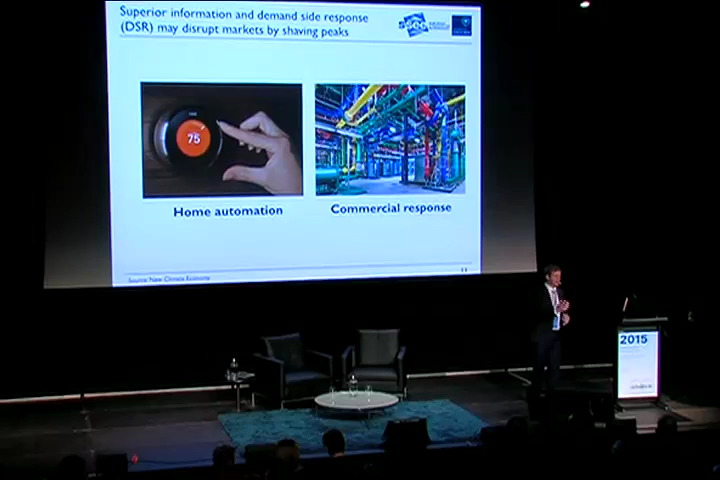 Superior information and demand side response
(DSR) may disrupt markets by shaving peaks
75
Home automation
Commercial response
Source: New Climate Economy
2015